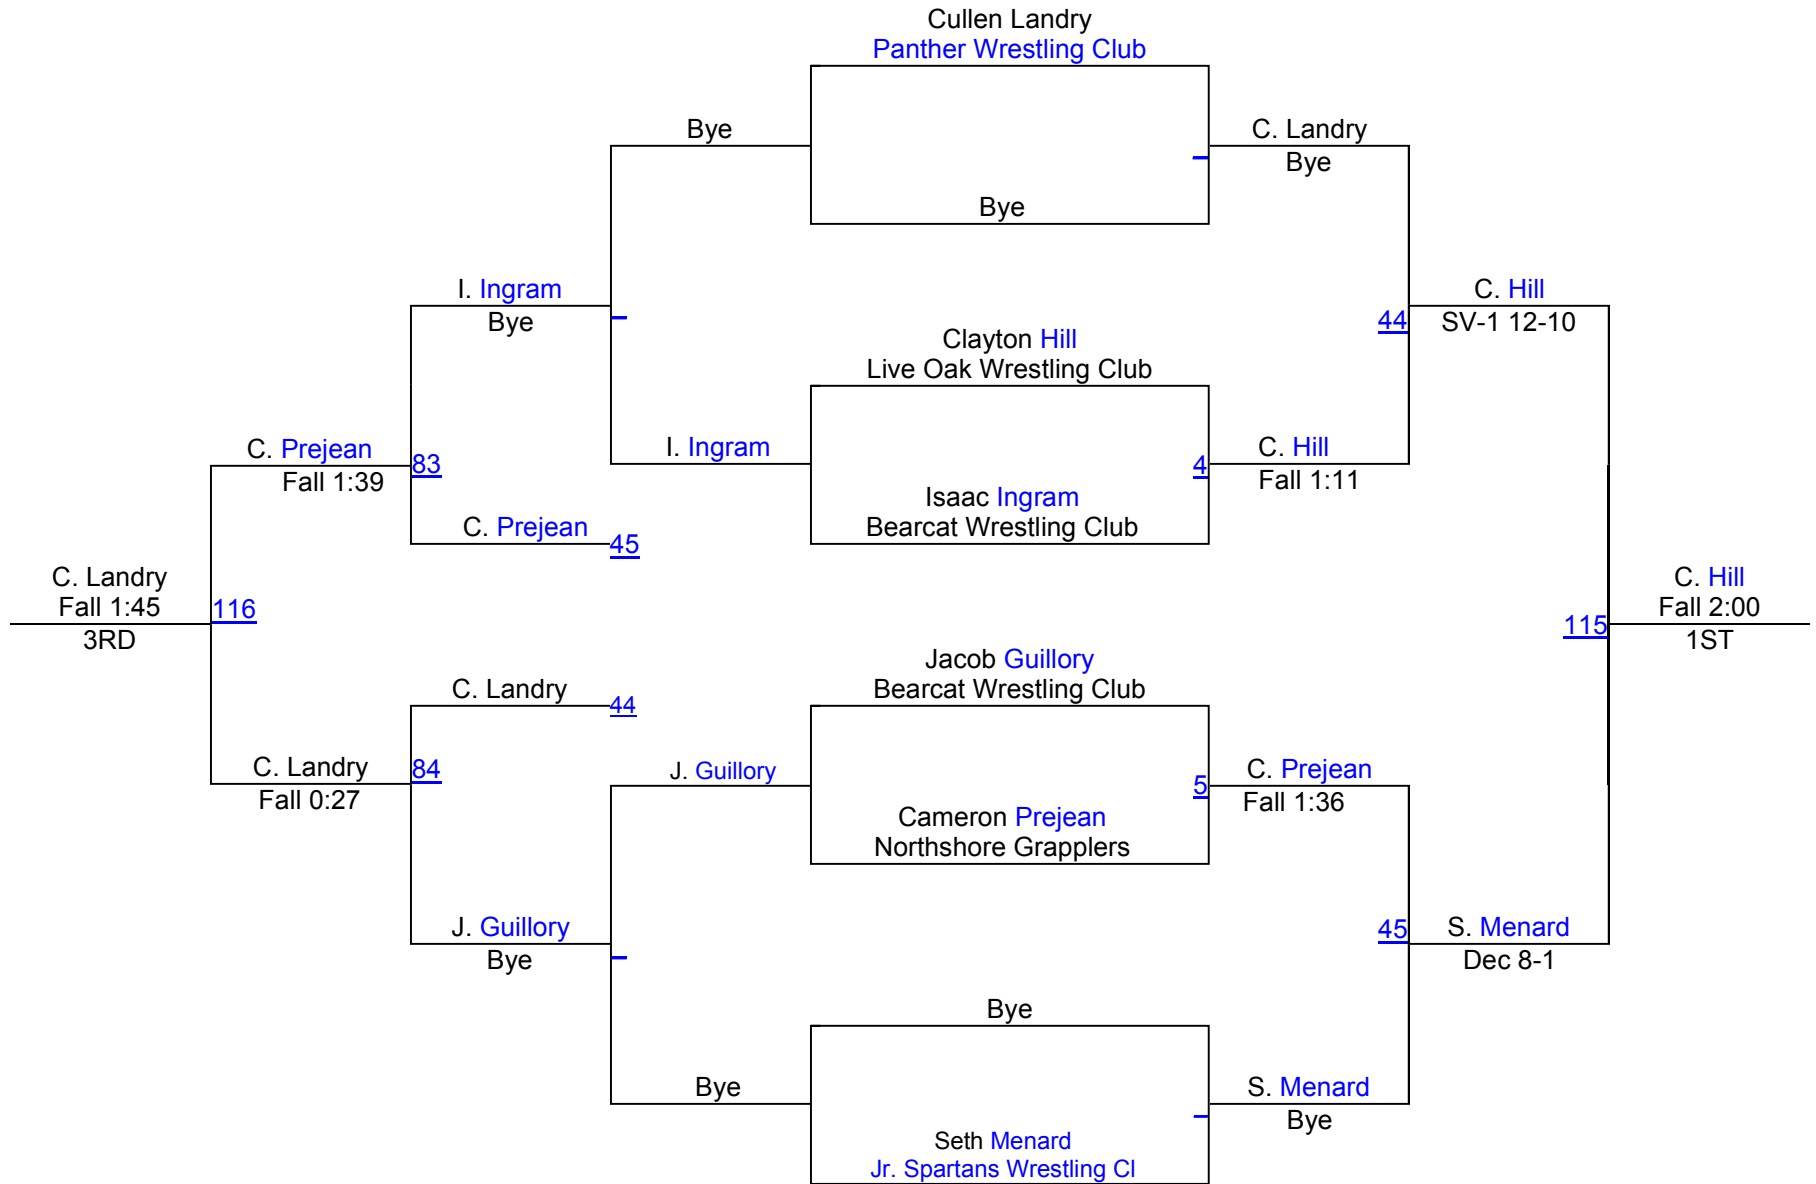 Cullen Landry
Panther Wrestling Club
Bye
C. Landry
Bye
Bye
I. Ingram
Bye
C. Hill
SV-1 12-10
44
Clayton Hill
Live Oak Wrestling Club
C. Prejean
Fall 1:39
83
I. Ingram
4
C. Hill
Fall 1:11
Isaac Ingram
Bearcat Wrestling Club
C. Prejean
45
C. Landry
Fall 1:45
3RD
116
C. Hill
Fall 2:00
1ST
115
Jacob Guillory
Bearcat Wrestling Club
C. Landry
44
C. Landry
Fall 0:27
84
J. Guillory
5
C. Prejean
Fall 1:36
Cameron Prejean
Northshore Grapplers
J. Guillory
Bye
45
S. Menard
Dec 8-1
Bye
Bye
S. Menard
Bye
Seth Menard
Jr. Spartans Wrestling Cl